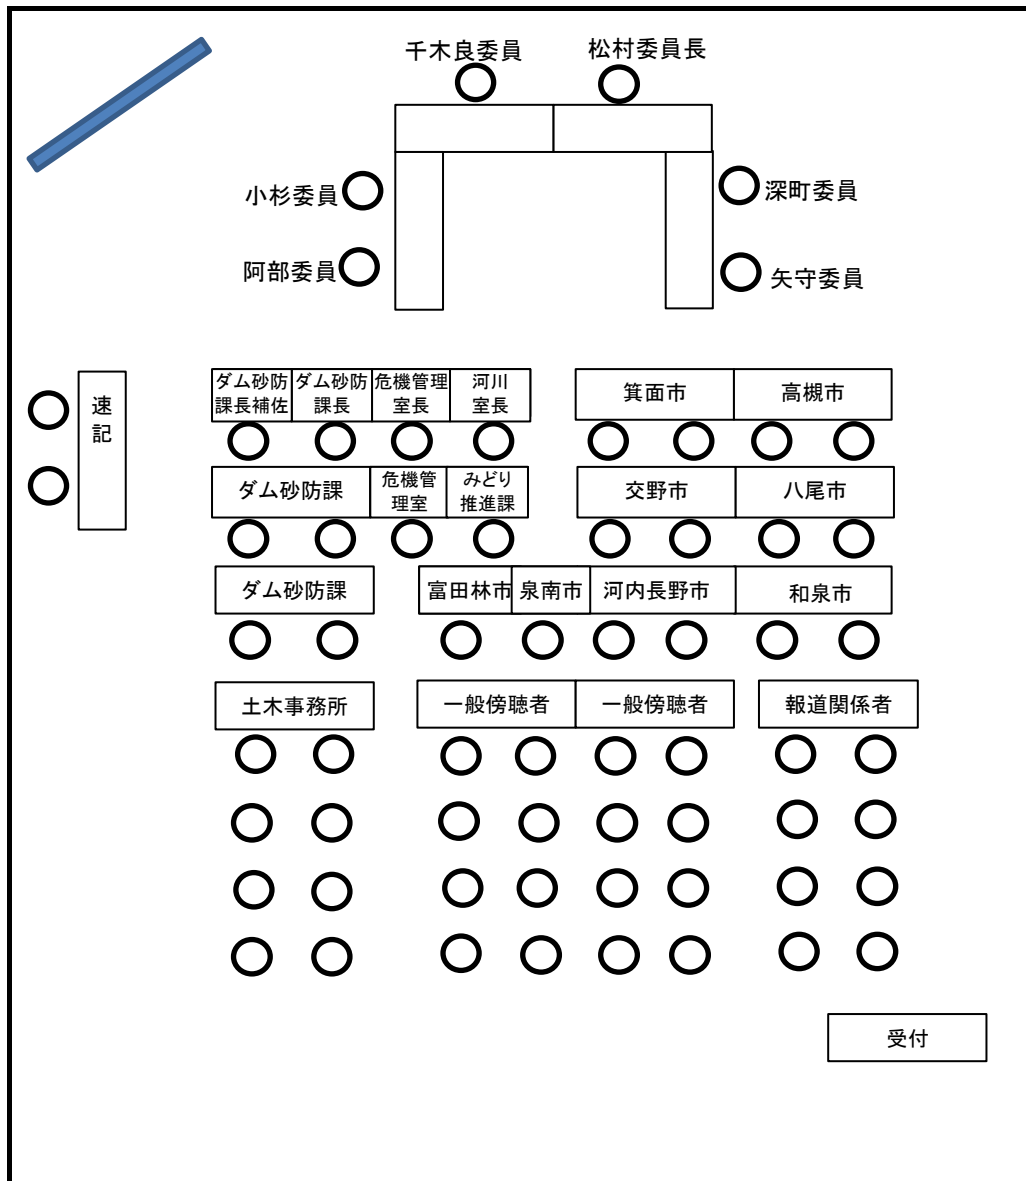 千木良委員
松村委員長
小杉委員
深町委員
阿部委員
矢守委員
速記
ダム砂防
課長補佐
ダム砂防
課長
危機管理
室長
河川
室長
箕面市
高槻市
ダム砂防課
危機管
理室
みどり
推進課
交野市
八尾市
ダム砂防課
富田林市
泉南市
河内長野市
和泉市
土木事務所
一般傍聴者
一般傍聴者
報道関係者
受付